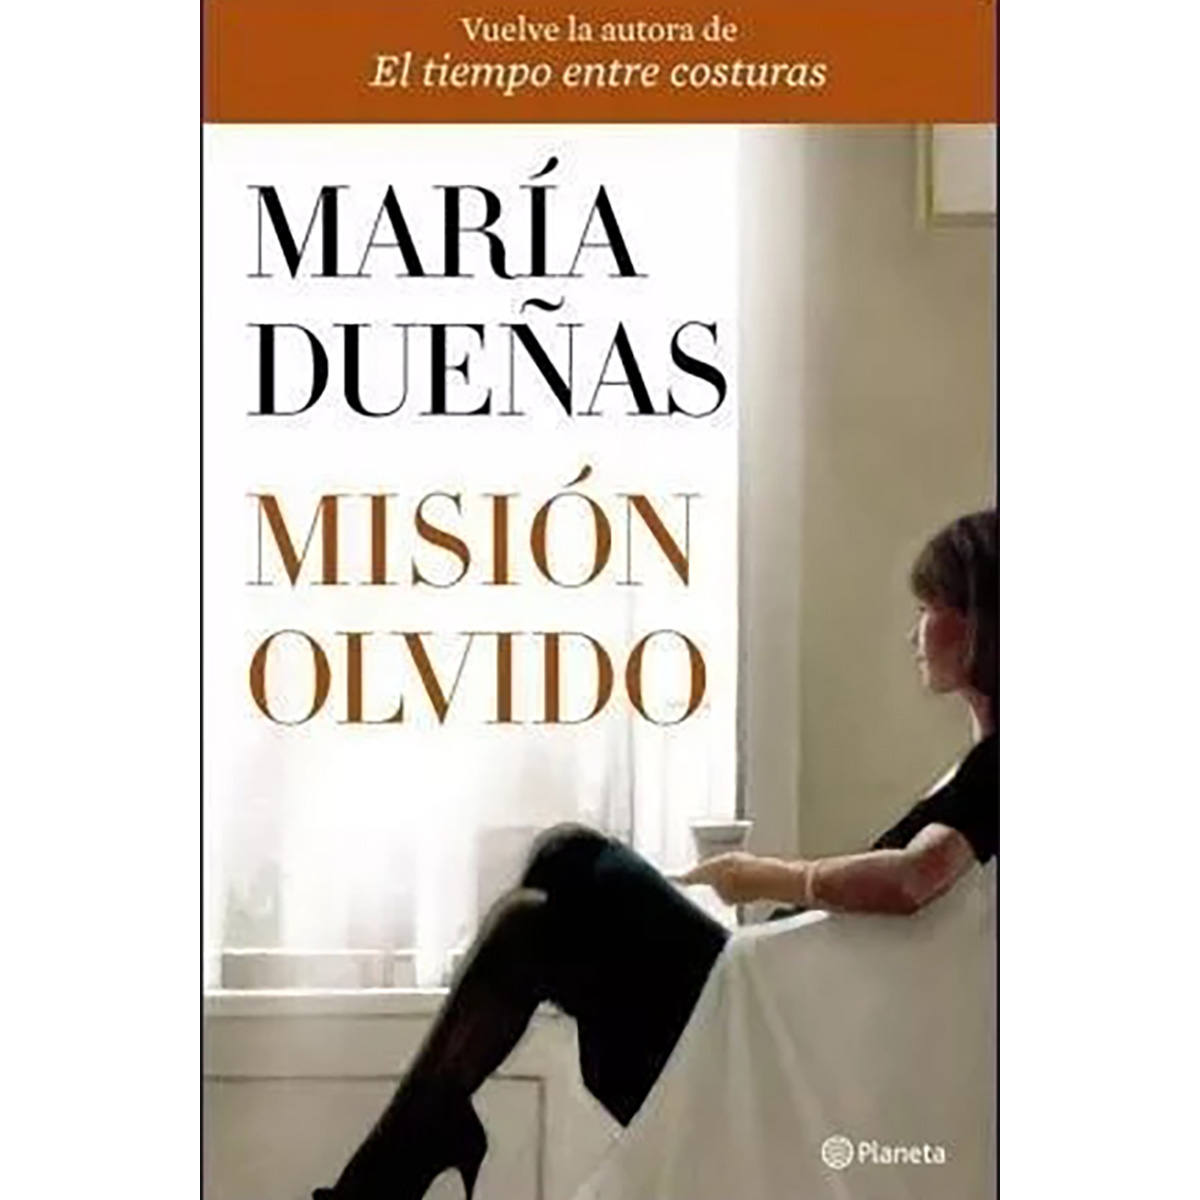 Vuelve la autora de
El tiempo entre costuras
MARÍA
DUEÑAS
MISIÓN
OLVIDO
Planeta